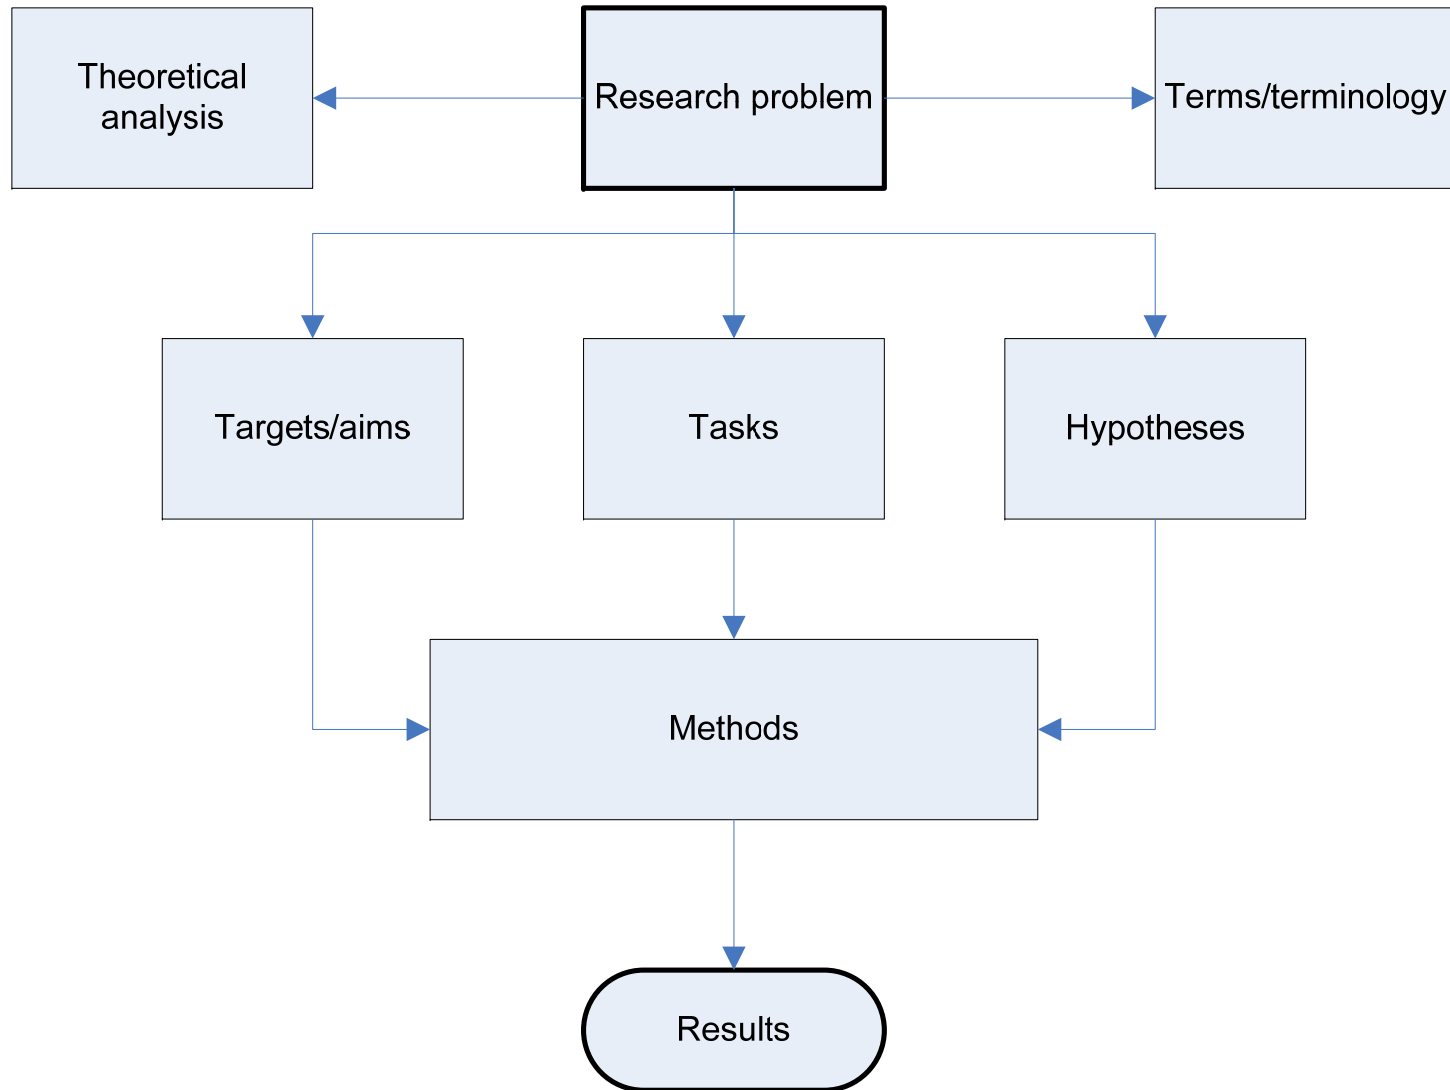 Theoretical
analysis
Research problem
Terms/terminology
Targets/aims
Tasks
Hypotheses
Methods
Results